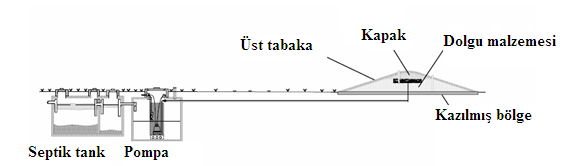 Kapak
Üst tabaka
Dolgu malzemesi
Kazılmış bölge
Septik tank
Pompa